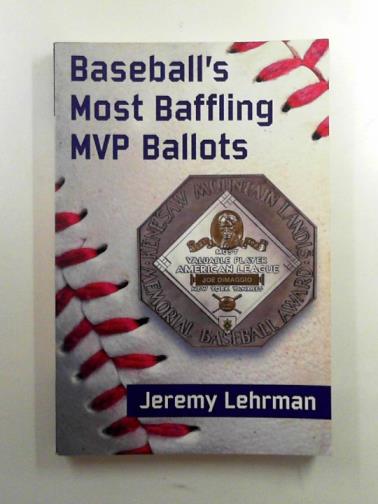 Baseball's
Most Baffling
MVP Ballots
KENESAW MOUNTAIN LANDIS
MOST
VALUABLE PLAYER
AMERICAN LEAGUE
JOE DIMAGGIO
NEW YORK YANKEES
MEMORIAL BASEBALL AWARD
Jeremy Lehrman